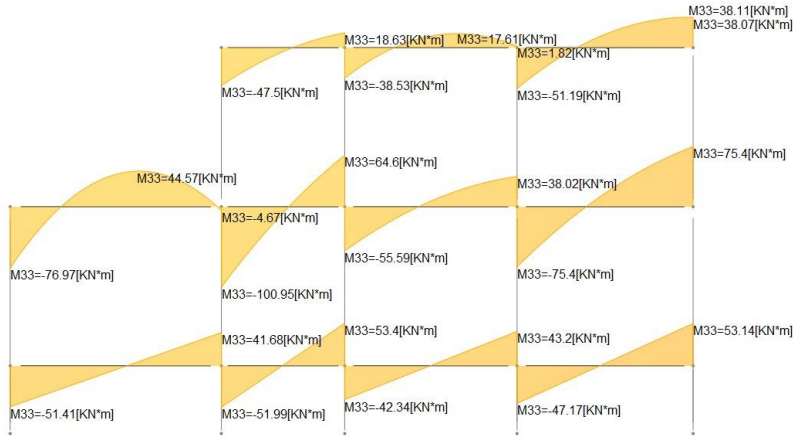 M33=38.11[KN*m]
M33=38.07[KN*m]
M33=18.63[KN*m]
M33=17.61[KN*m]
M33=1.82[KN*m]
M33=-47.5[KN*m]
M33=-38.53[KN*m]
M33=-51.19[KN*m]
M33=75.4[KN*m]
M33=64.6[KN*m]
M33=44.57[KN*m]
M33=38.02[KN*m]
M33=-4.67[KN*m]
M33=-55.59[KN*m]
M33=-76.97[KN*m]
M33=-75.4[KN*m]
M33=-100.95[KN*m]
M33=41.68[KN*m]
M33=53.4[KN*m]
M33=43.2[KN*m]
M33=53.14[KN*m]
M33=-51.41[KN*m]
M33=-51.99[KN*m]
M33=-42.34[KN*m]
M33=-47.17[KN*m]